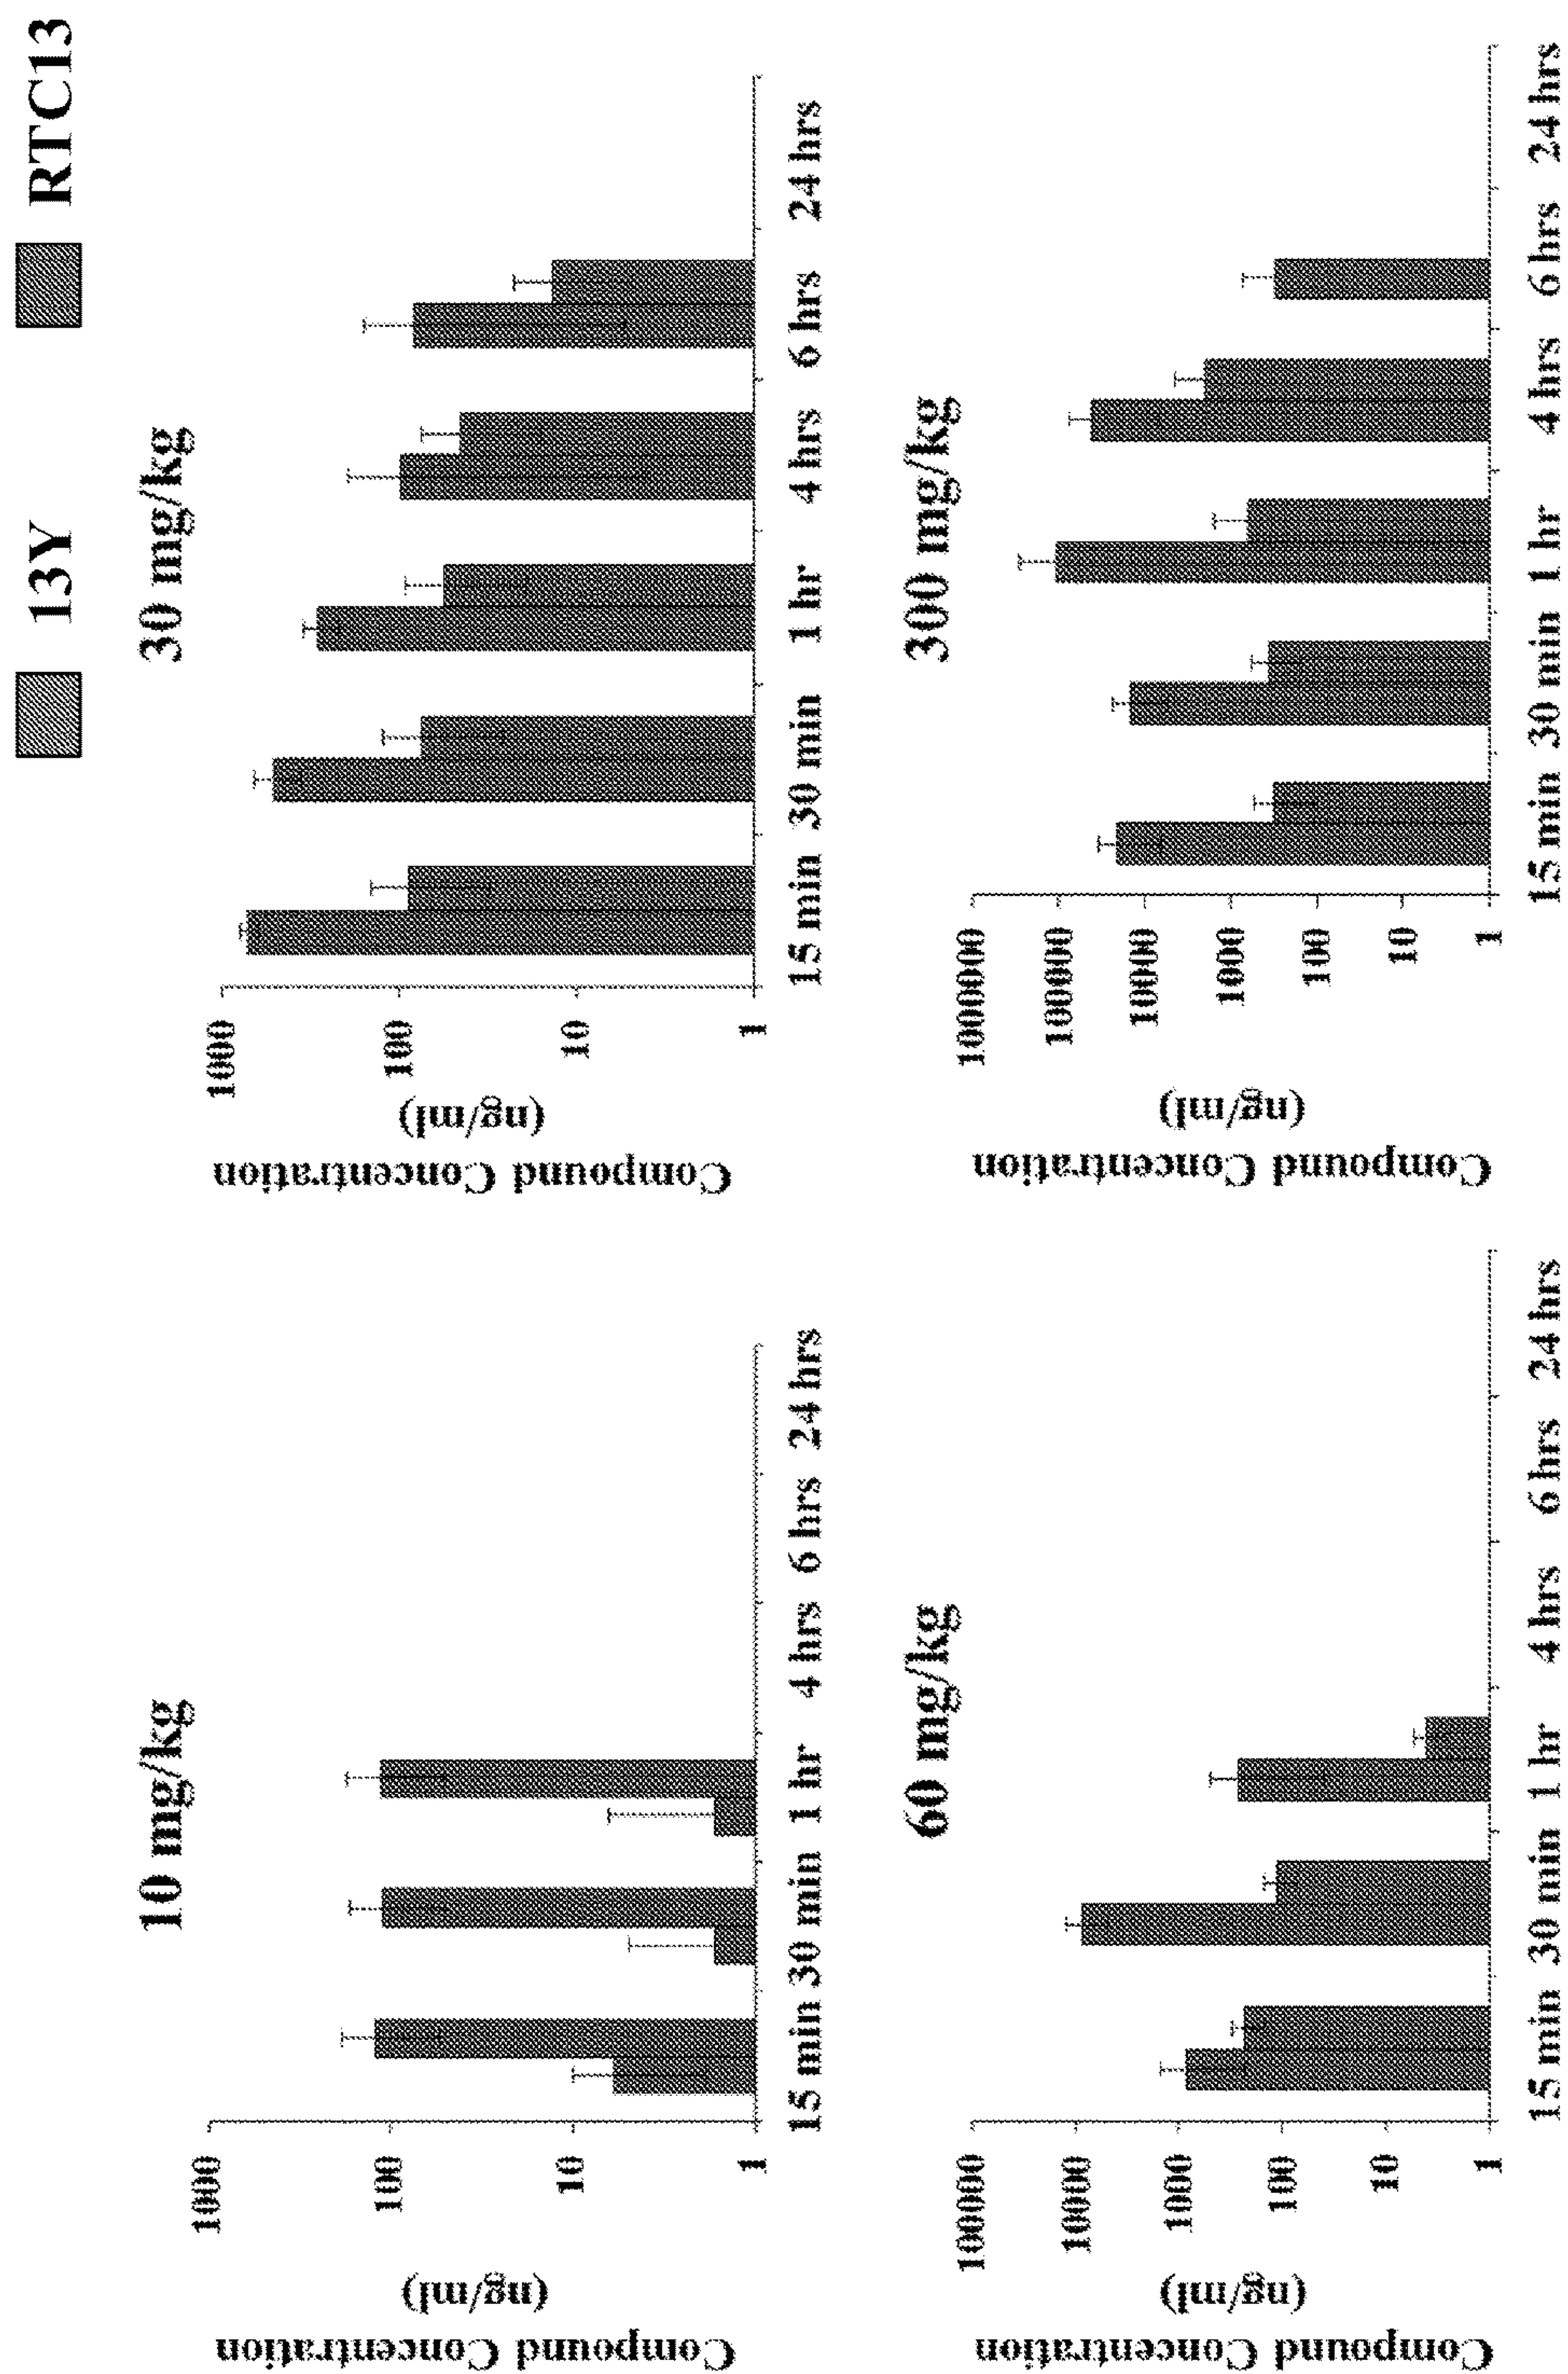 13Y RTC13
10 mg/kg
Compound Concentration
(ng/ml)
1000
100
10
1
15 min 30 min 1 hr 4 hrs 6 hrs 24 hrs
30 mg/kg
Compound Concentration
(ng/ml)
1000
100
10
1
15 min 30 min 1 hr 4 hrs 6 hrs 24 hrs
60 mg/kg
Compound Concentration
(ng/ml)
100000
10000
1000
100
10
1
15 min 30 min 1 hr 4 hrs 6 hrs 24 hrs
300 mg/kg
Compound Concentration
(ng/ml)
1000000
100000
10000
1000
100
10
1
15 min 30 min 1 hr 4 hrs 6 hrs 24 hrs